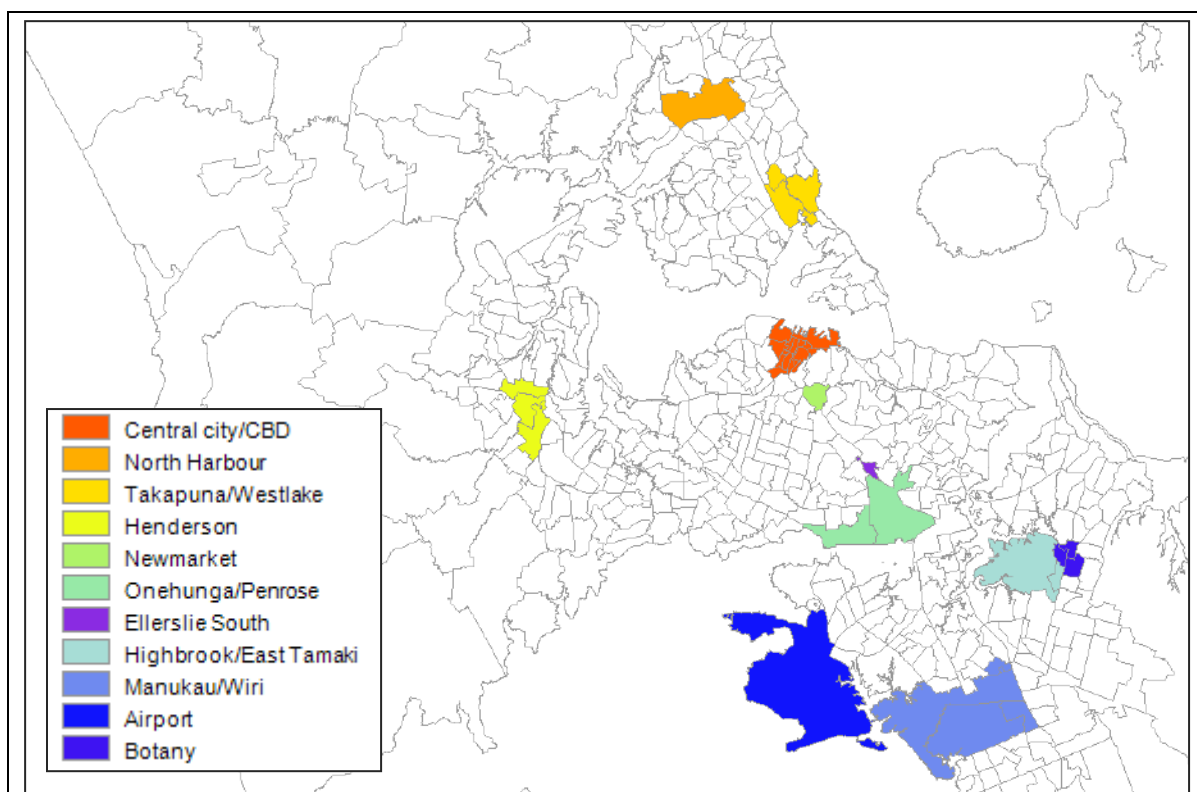 Central city/CBD
North Harbour
Takapuna/Westlake
Henderson
Newmarket
Onehunga/Penrose
Ellerslie South
Highbrook/East Tamaki
Manukau/Wiri
Airport
Botany